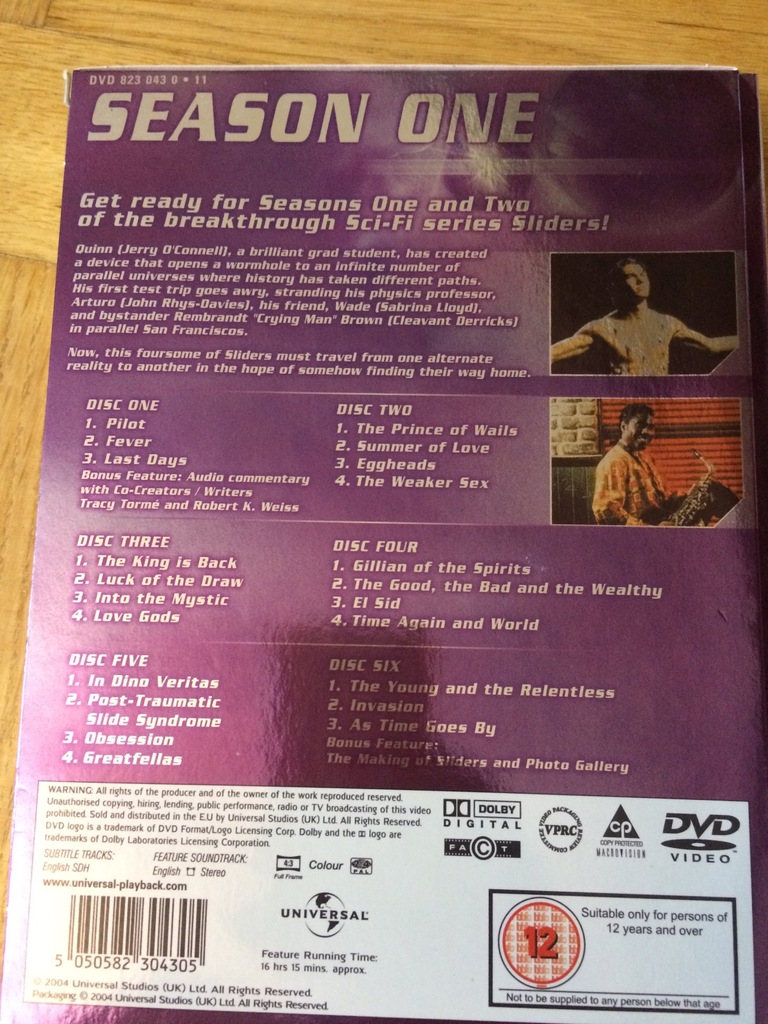 DVD 823 043 0 • 11
SEASON ONE
Get ready for Seasons One and Two
of the breakthrough Sci-Fi series Sliders!
Quinn (Jerry O'Connell), a brilliant grad student, has created
a device that opens a wormhole to an infinite number of
parallel universes where history has taken different paths.
His first test trip goes awry, stranding his physics professor,
Arturo (John Rhys-Davies), his friend, Wade (Sabrina Lloyd),
and bystander Rembrandt "Crying Man" Brown (Cleavant Derricks)
in parallel San Franciscos.
Now, this foursome of Sliders must travel from one alternate
reality to another in the hope of somehow finding their way home.
DISC ONE
1. Pilot
2. Fever
3. Last Days
Bonus Feature: Audio commentary
with Co-Creators / Writers
Tracy Tormé and Robert K. Weiss
DISC TWO
1. The Prince of Wails
2. Summer of Love
3. Eggheads
4. The Weaker Sex
DISC THREE
1. The King is Back
2. Luck of the Draw
3. Into the Mystic
4. Love Gods
DISC FOUR
1. Gillian of the Spirits
2. The Good, the Bad and the Wealthy
3. El Sid
4. Time Again and World
DISC FIVE
1. In Dino Veritas
2. Post-Traumatic
Slide Syndrome
3. Obsession
4. Greatfellas
DISC SIX
1. The Young and the Relentless
2. Invasion
3. As Time Goes By
Bonus Feature:
The Making of Sliders and Photo Gallery
WARNING: All rights of the producer and of the owner of the work reproduced reserved.
Unauthorised copying, hiring, lending, public performance, radio or TV broadcasting of this video
prohibited. Sold and distributed in the E.U by Universal Studios (UK) Ltd. All Rights Reserved.
DVD logo is a trademark of DVD Format/Logo Licensing Corp. Dolby and the DD logo are
trademarks of Dolby Laboratories Licensing Corporation.
SUBTITLE TRACKS:
English SDH
FEATURE SOUNDTRACK:
English Stereo
4:3
Full Frame
Colour
PAL
www.universal-playback.com
DOLBY
DIGITAL
FACT
VIDEO PACKAGING REVIEW COMMITTEE
VPRC
CP
COPY PROTECTED
MACROVISION
DVD
VIDEO
5 050582 304305
UNIVERSAL
Feature Running Time:
16 hrs 15 mins. approx.
12
Suitable only for persons of
12 years and over
Not to be supplied to any person below that age
© 2004 Universal Studios (UK) Ltd. All Rights Reserved.
Packaging © 2004 Universal Studios (UK) Ltd. All Rights Reserved.